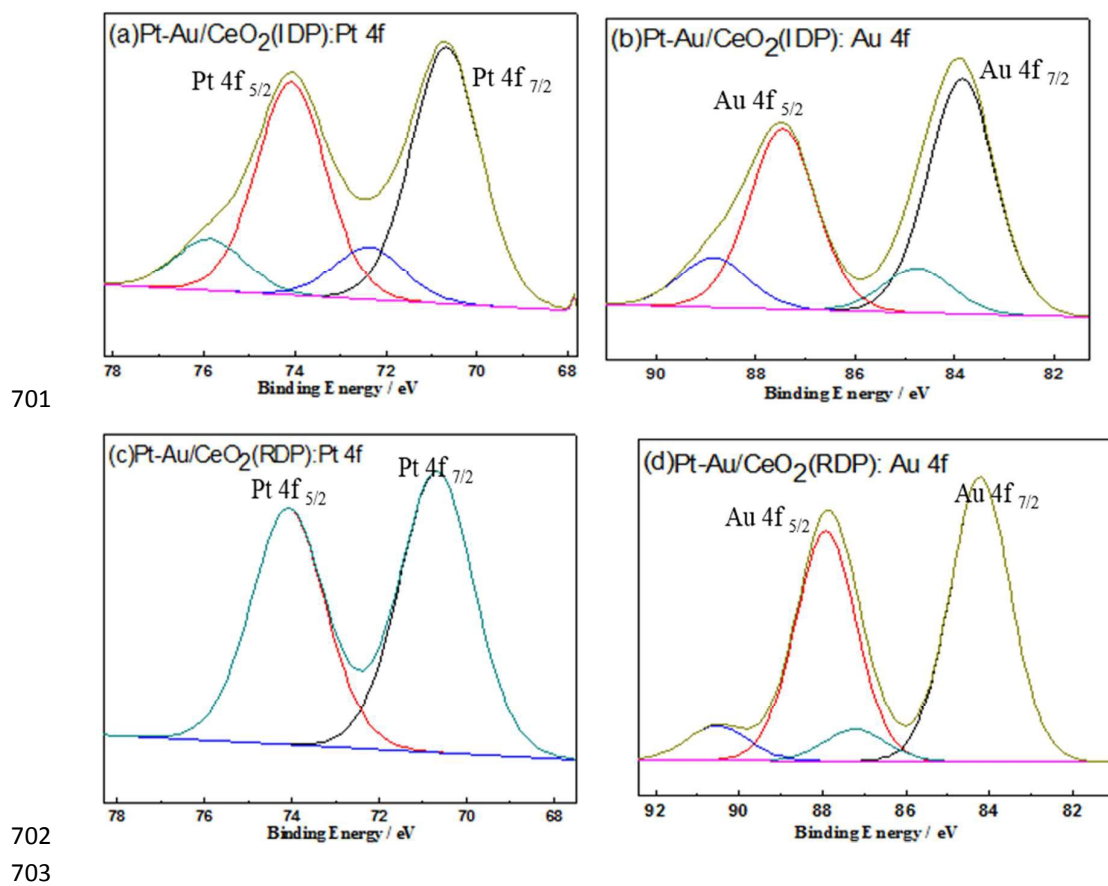 (a)Pt-Au/CeO2(IDP):Pt 4f
Pt 4f 5/2
Pt 4f 7/2
78 76 74 72 70 68
Binding Energy / eV
(b)Pt-Au/CeO2(IDP): Au 4f
Au 4f 5/2
Au 4f 7/2
90 88 86 84 82
Binding Energy / eV
701
(c)Pt-Au/CeO2(RDP):Pt 4f
Pt 4f 5/2
Pt 4f 7/2
78 76 74 72 70 68
Binding Energy / eV
(d)Pt-Au/CeO2(RDP): Au 4f
Au 4f 5/2
Au 4f 7/2
92 90 88 86 84 82
Binding Energy / eV
702
703